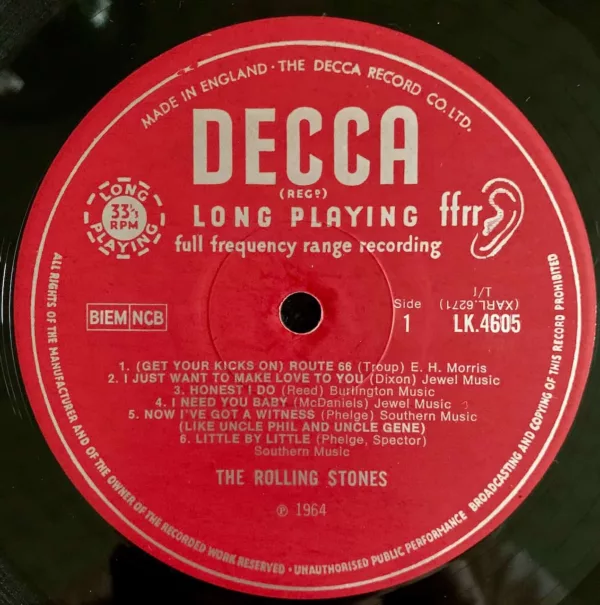 MADE IN ENGLAND · THE DECCA RECORD CO. LTD.
DECCA
(REGD)
LONG PLAYING
ffrr
full frequency range recording
LONG
33⅓
RPM
PLAYING
BIEM NCB
Side
1
(XARL.6271)
1/i
LK.4605
1. (GET YOUR KICKS ON) ROUTE 66 (Troup) E. H. Morris
2. I JUST WANT TO MAKE LOVE TO YOU (Dixon) Jewel Music
3. HONEST I DO (Reed) Burlington Music
4. I NEED YOU BABY (McDaniels) Jewel Music
5. NOW I'VE GOT A WITNESS (Phelge) Southern Music
(LIKE UNCLE PHIL AND UNCLE GENE)
6. LITTLE BY LITTLE (Phelge, Spector)
Southern Music
THE ROLLING STONES
℗ 1964
ALL RIGHTS OF THE MANUFACTURER AND OF THE OWNER OF THE RECORDED WORK RESERVED · UNAUTHORISED PUBLIC PERFORMANCE BROADCASTING AND COPYING OF THIS RECORD PROHIBITED